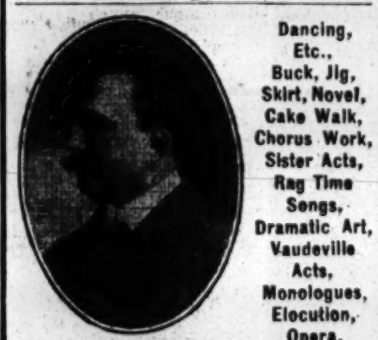 Dancing,
Etc.,
Buck, Jig,
Skirt, Novel,
Cake Walk,
Chorus Work,
Sister Acts,
Rag Time
Songs,
Dramatic Art,
Vaudeville
Acts,
Monologues,
Elocution,
Opera,